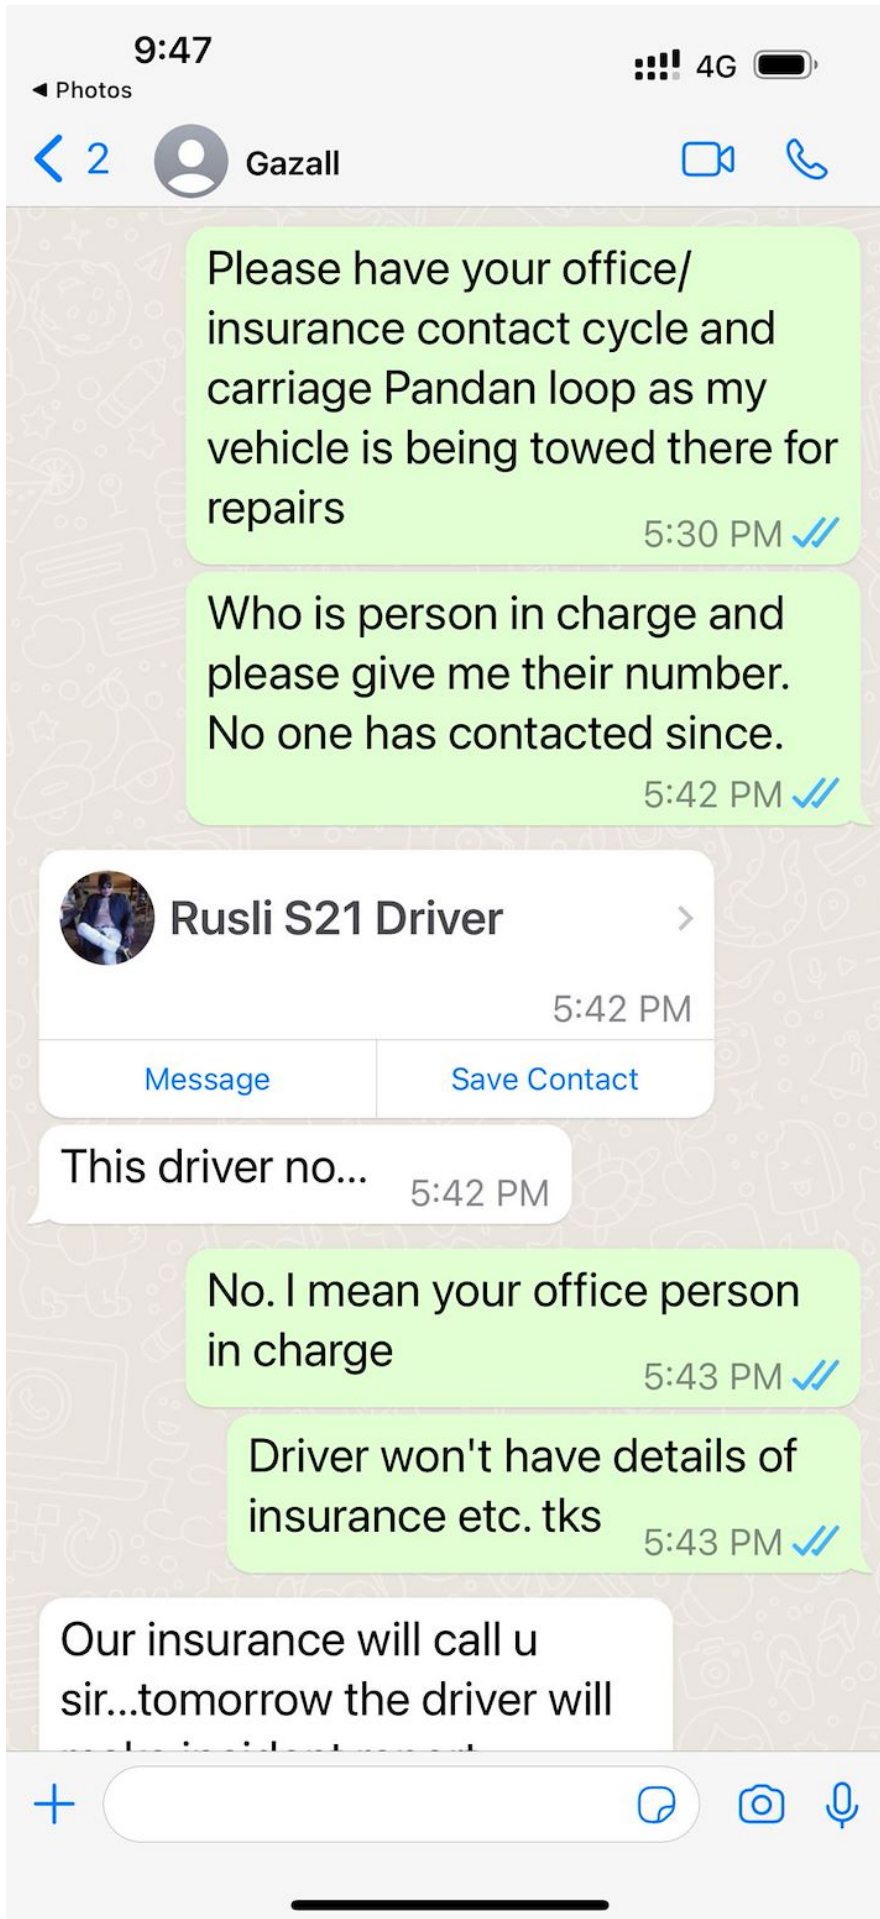 9:47
4G
Photos
2
Gazall
Please have your office/
insurance contact cycle and
carriage Pandan loop as my
vehicle is being towed there for
repairs
5:30 PM
Who is person in charge and
please give me their number.
No one has contacted since.
5:42 PM
Rusli S21 Driver
5:42 PM
Message
Save Contact
This driver no...
5:42 PM
No. I mean your office person
in charge
5:43 PM
Driver won't have details of
insurance etc. tks
5:43 PM
Our insurance will call u
sir...tomorrow the driver will
make incident report